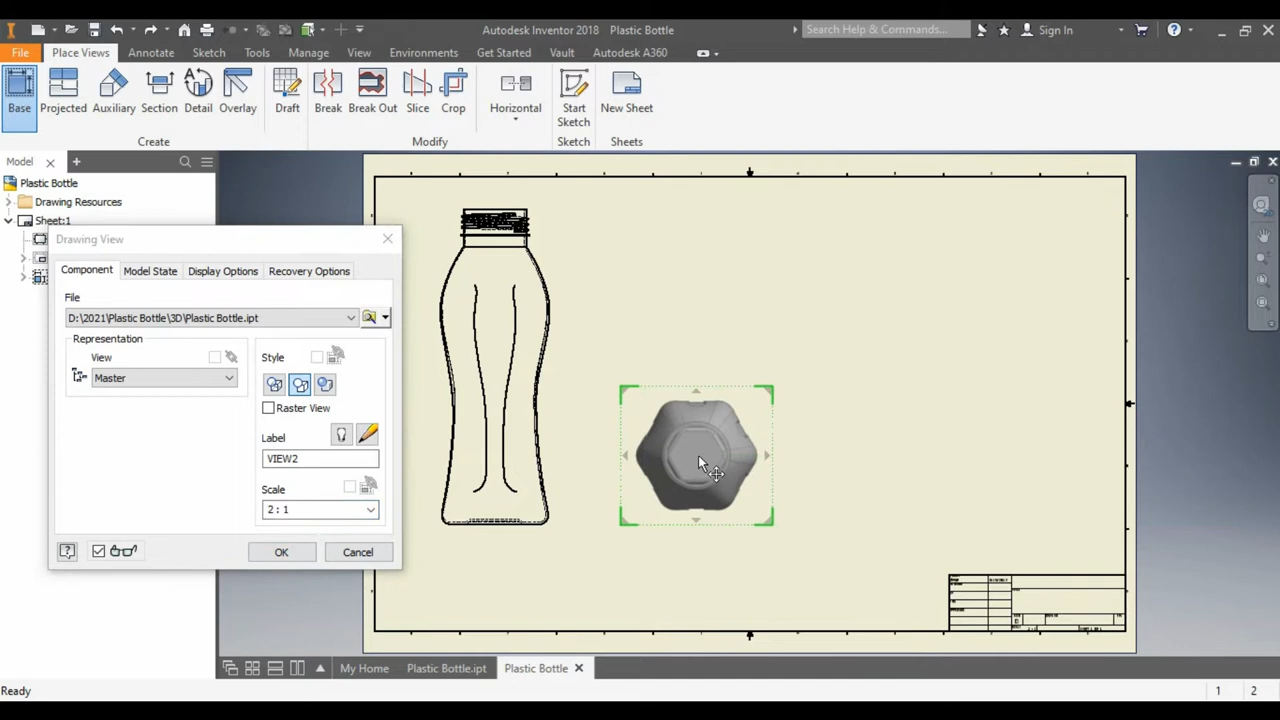 Autodesk Inventor 2018   Plastic Bottle
Search Help & Commands...
Sign In
File
Place Views
Annotate
Sketch
Tools
Manage
View
Environments
Get Started
Vault
Autodesk A360
Base
Projected
Auxiliary
Section
Detail
Overlay
Draft
Break
Break Out
Slice
Crop
Horizontal
Start
Sketch
New Sheet
Create
Modify
Sketch
Sheets
Model
Plastic Bottle
Drawing Resources
Sheet:1
Drawing View
Component
Model State
Display Options
Recovery Options
File
D:\2021\Plastic Bottle\3D\Plastic Bottle.ipt
Representation
View
Master
Style
Raster View
Label
VIEW2
Scale
2 : 1
OK
Cancel
My Home
Plastic Bottle.ipt
Plastic Bottle
Ready
1
2